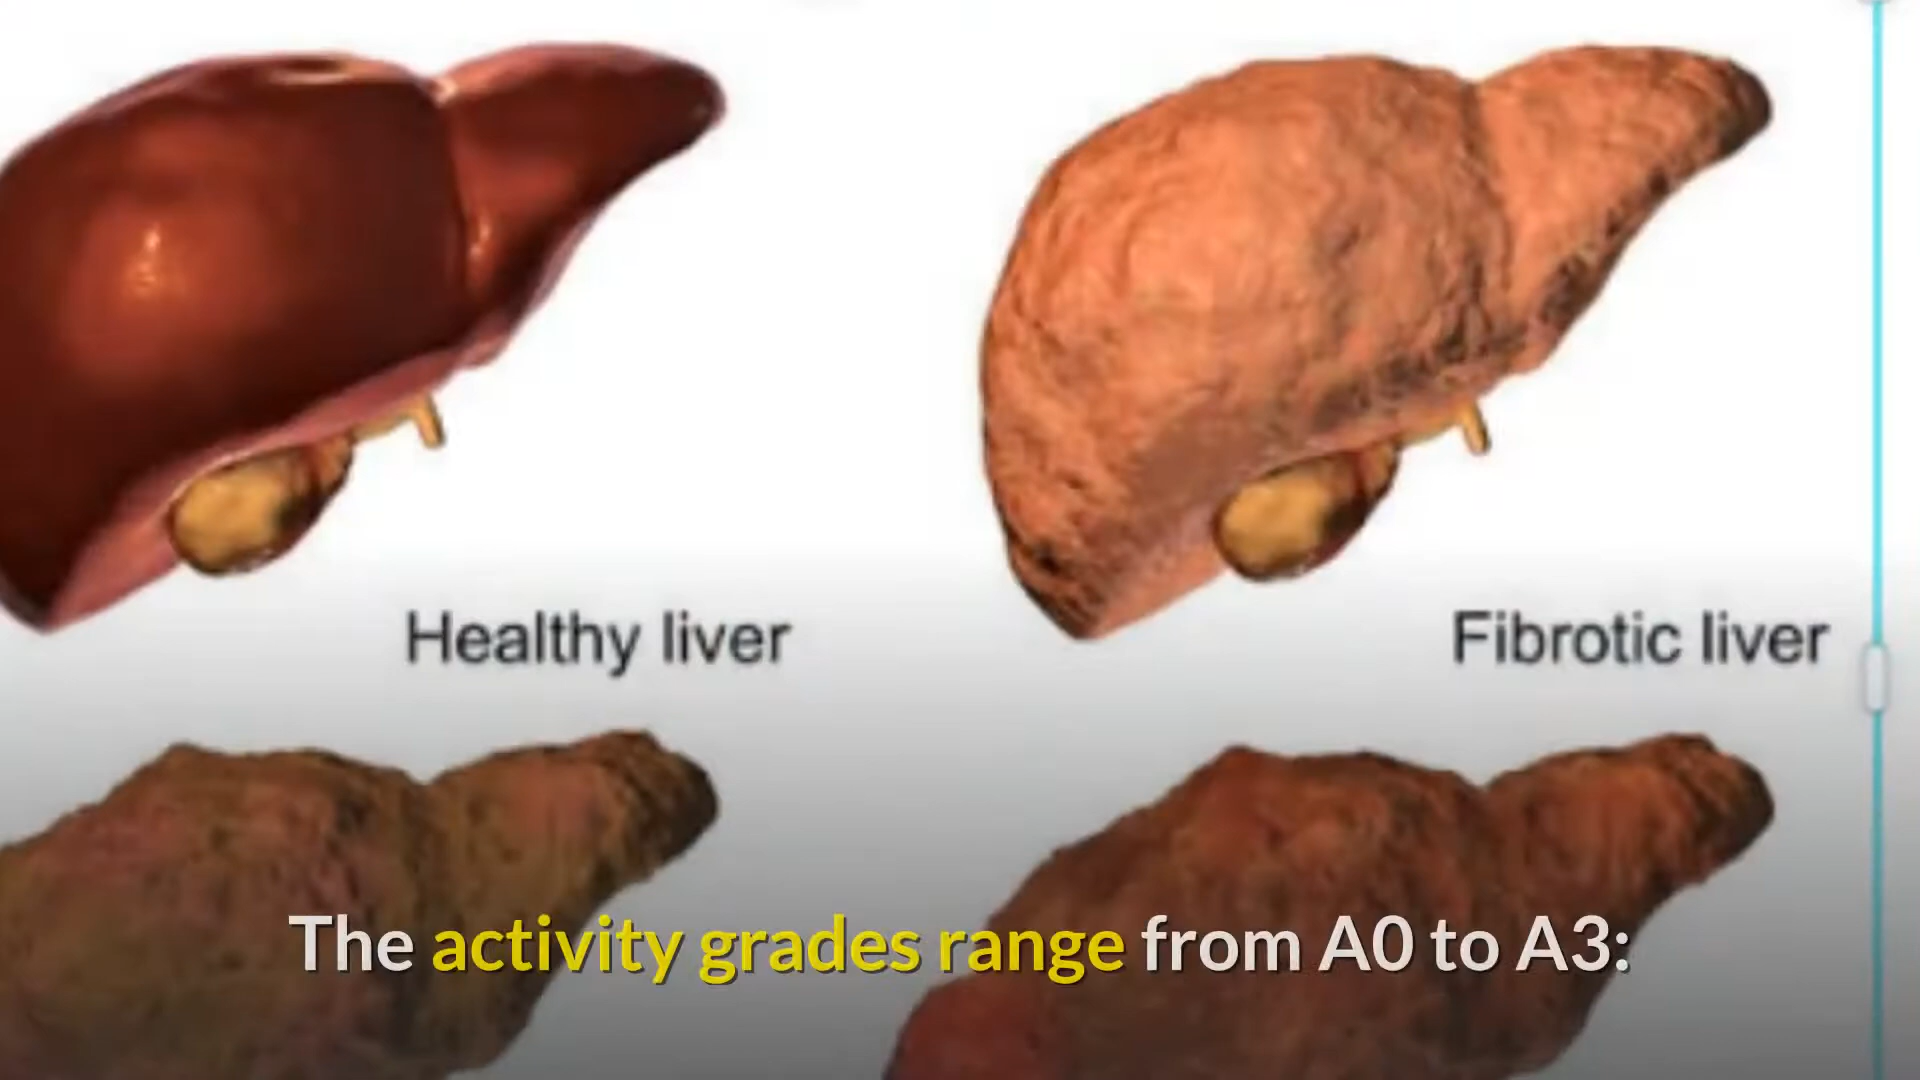 Healthy liver
Fibrotic liver
The activity grades range from A0 to A3: